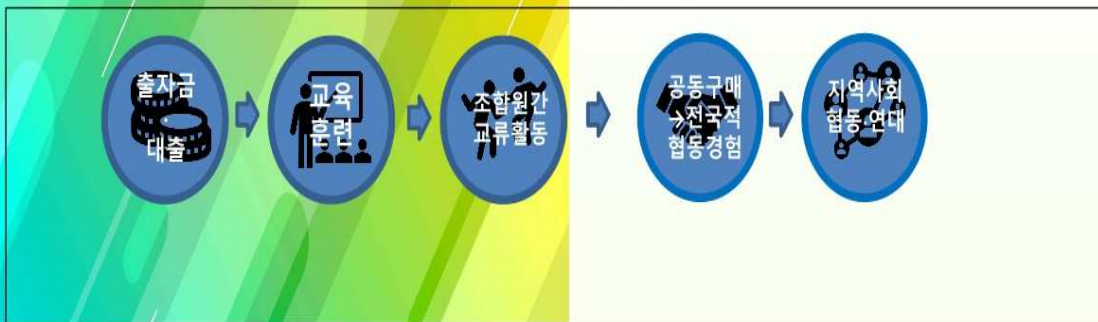 출자금
대출
교육
훈련
조합원간
교류활동
공동구매
→전국적
협동경험
지역사회
협동·연대